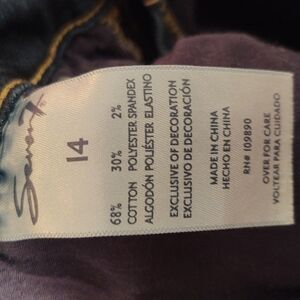 Seven7
14
68% 30% 2%
COTTON POLYESTER SPANDEX
ALGODÓN POLIÉSTER ELASTINO
EXCLUSIVE OF DECORATION
EXCLUSIVO DE DECORACIÓN
MADE IN CHINA
HECHO EN CHINA
RN# 109890
OVER FOR CARE
VOLTEAR PARA CUIDADO